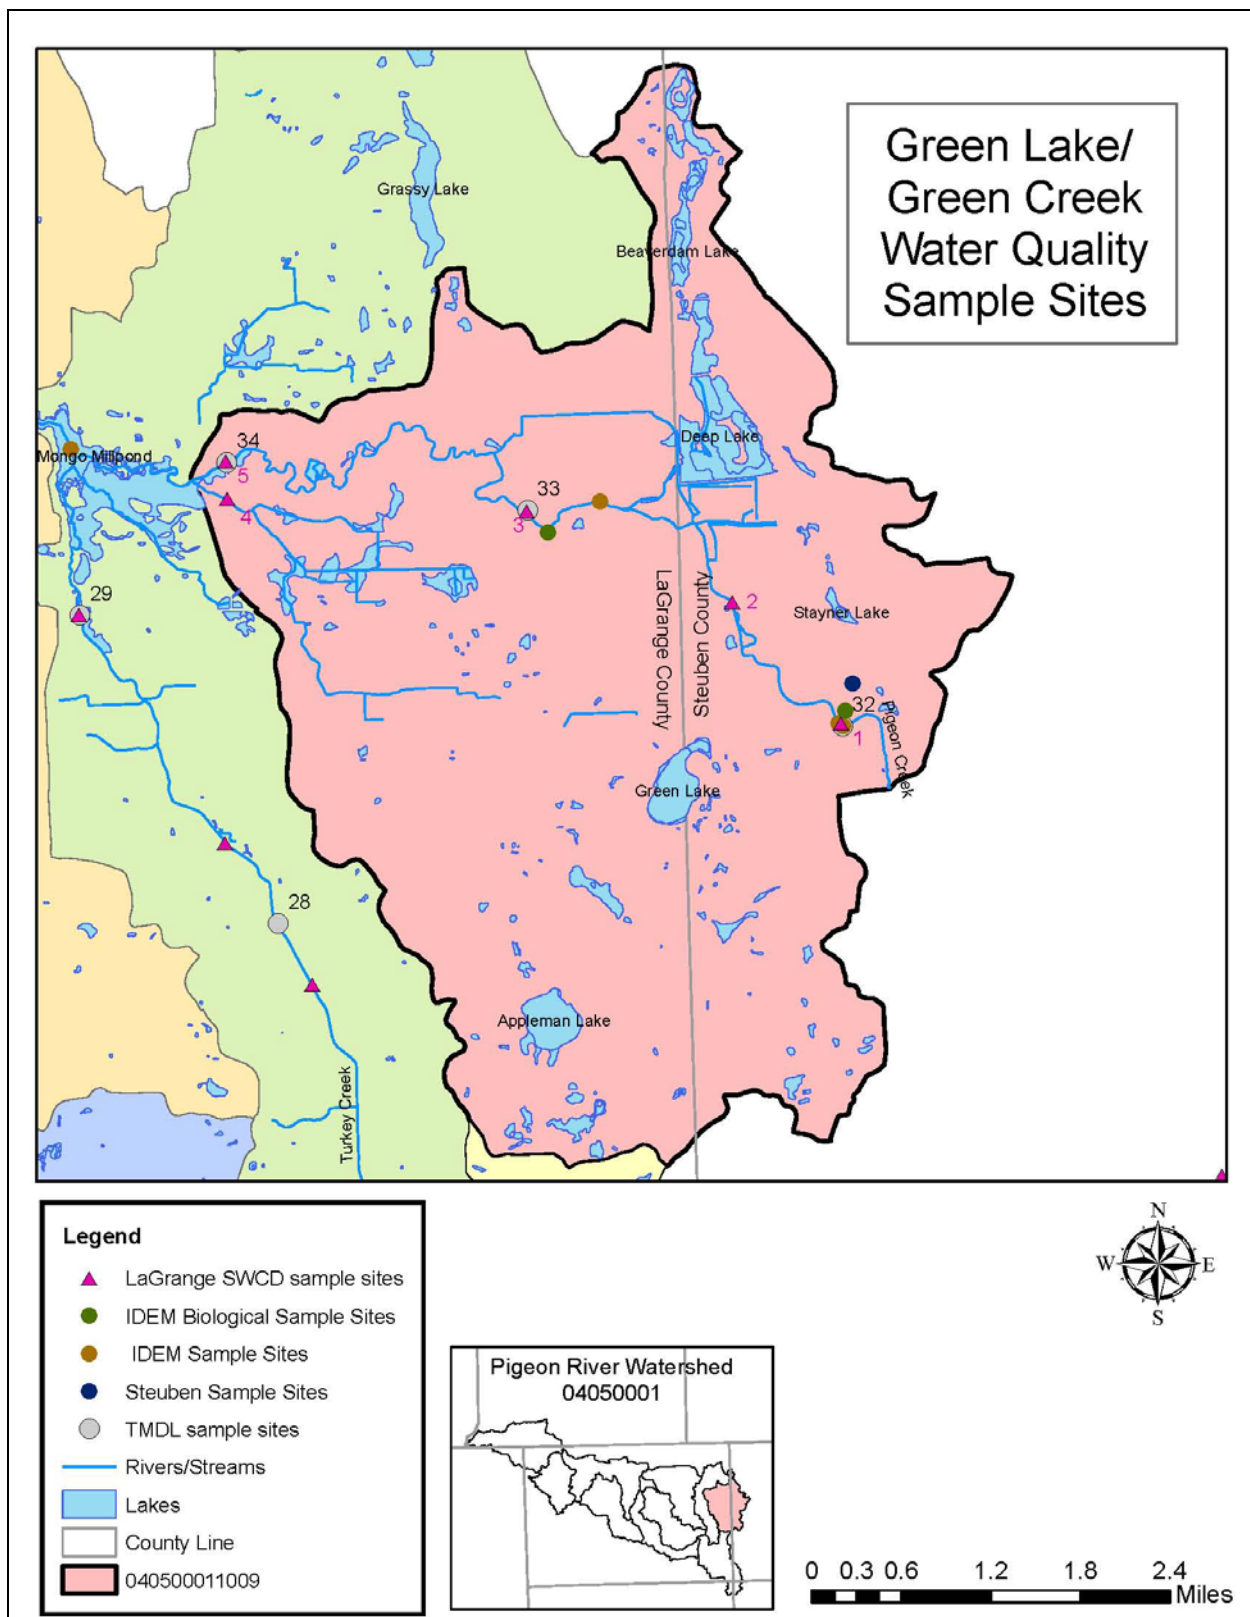 Green Lake/
Green Creek
Water Quality
Sample Sites
Grassy Lake
Beaverdam Lake
Deep Lake
Mongo Millpond
34
5
4
33
3
29
LaGrange County
Steuben County
2
Stayner Lake
32
1
Pigeon Creek
Green Lake
28
Appleman Lake
Turkey Creek
Legend
LaGrange SWCD sample sites
IDEM Biological Sample Sites
IDEM Sample Sites
Steuben Sample Sites
TMDL sample sites
Rivers/Streams
Lakes
County Line
040500011009
Pigeon River Watershed
04050001
N
W
E
S
0 0.3 0.6 1.2 1.8 2.4
Miles